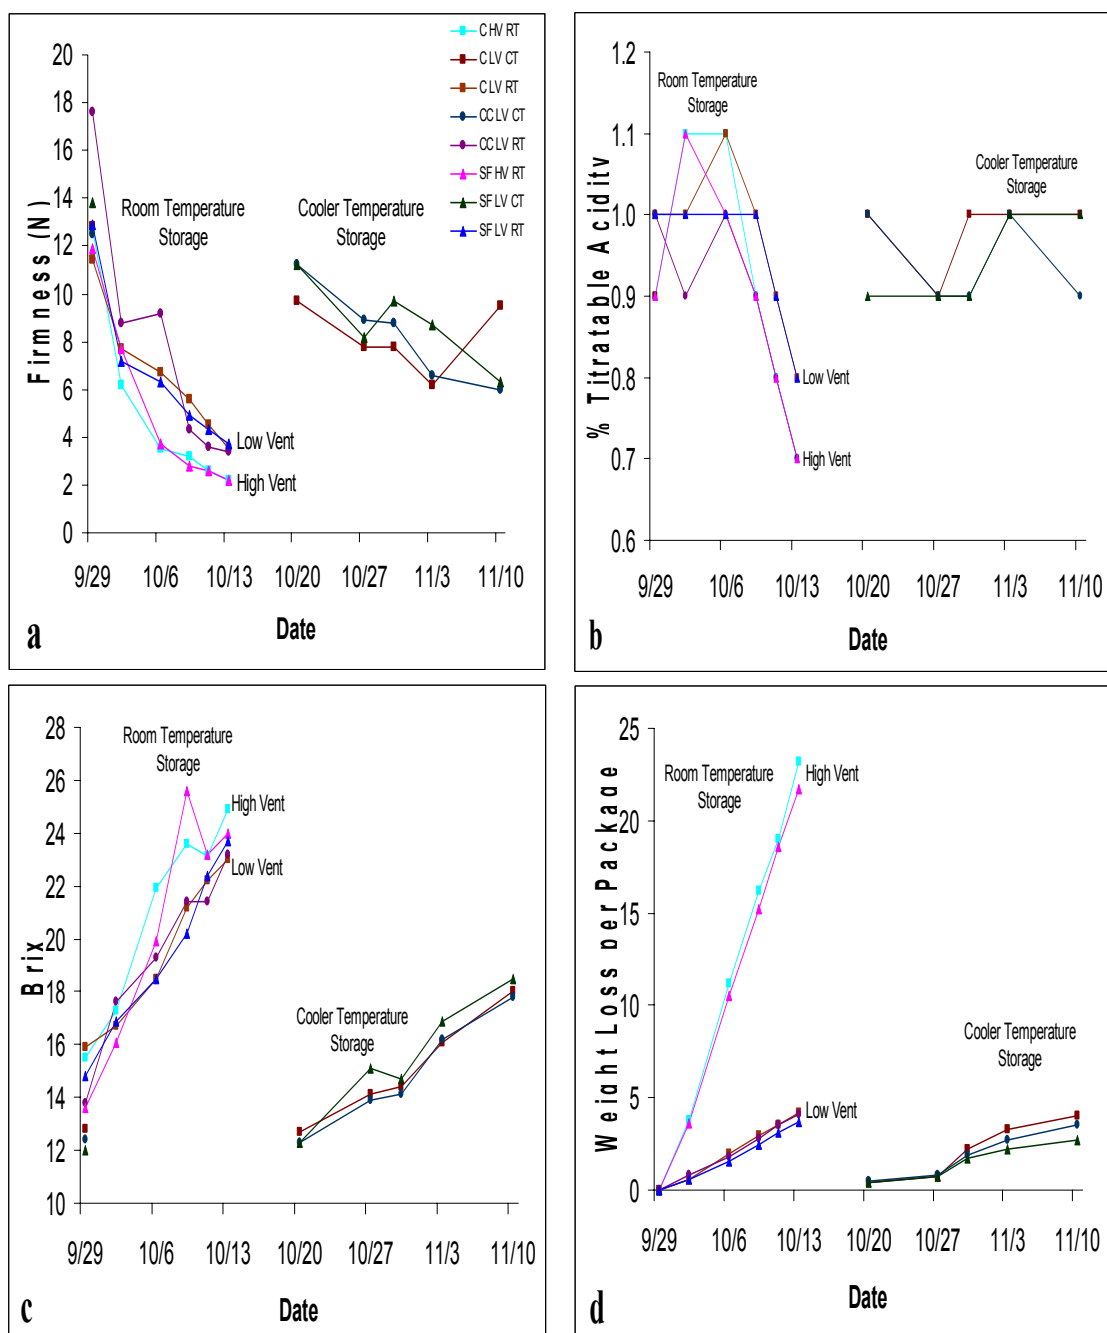 20
18
16
14
12
10
8
6
4
2
0
Firmness (N)
C HV RT
C LV CT
C LV RT
CC LV CT
CC LV RT
SF HV RT
SF LV CT
SF LV RT
Room Temperature
Storage
Cooler Temperature
Storage
Low Vent
High Vent
9/29 10/6 10/13 10/20 10/27 11/3 11/10
Date
a
1.2
1.1
1.0
0.9
0.8
0.7
0.6
% Titratable Acidity
Room Temperature
Storage
Cooler Temperature
Storage
Low Vent
High Vent
9/29 10/6 10/13 10/20 10/27 11/3 11/10
Date
b
28
26
24
22
20
18
16
14
12
10
Brix
Room Temperature
Storage
High Vent
Low Vent
Cooler Temperature
Storage
9/29 10/6 10/13 10/20 10/27 11/3 11/10
Date
c
25
20
15
10
5
0
Weight Loss per Package
Room Temperature
Storage
High Vent
Cooler Temperature
Storage
Low Vent
9/29 10/6 10/13 10/20 10/27 11/3 11/10
Date
d